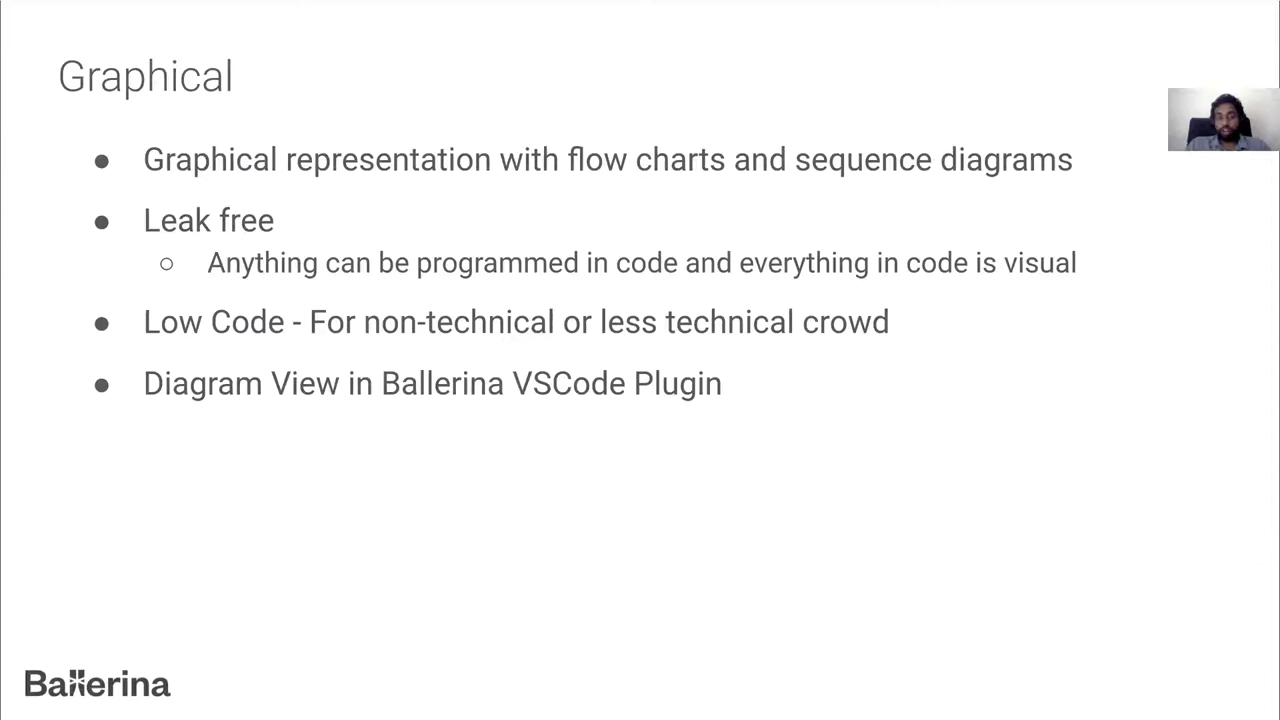 Graphical
● Graphical representation with flow charts and sequence diagrams
● Leak free
○ Anything can be programmed in code and everything in code is visual
● Low Code - For non-technical or less technical crowd
● Diagram View in Ballerina VSCode Plugin
Ballerina